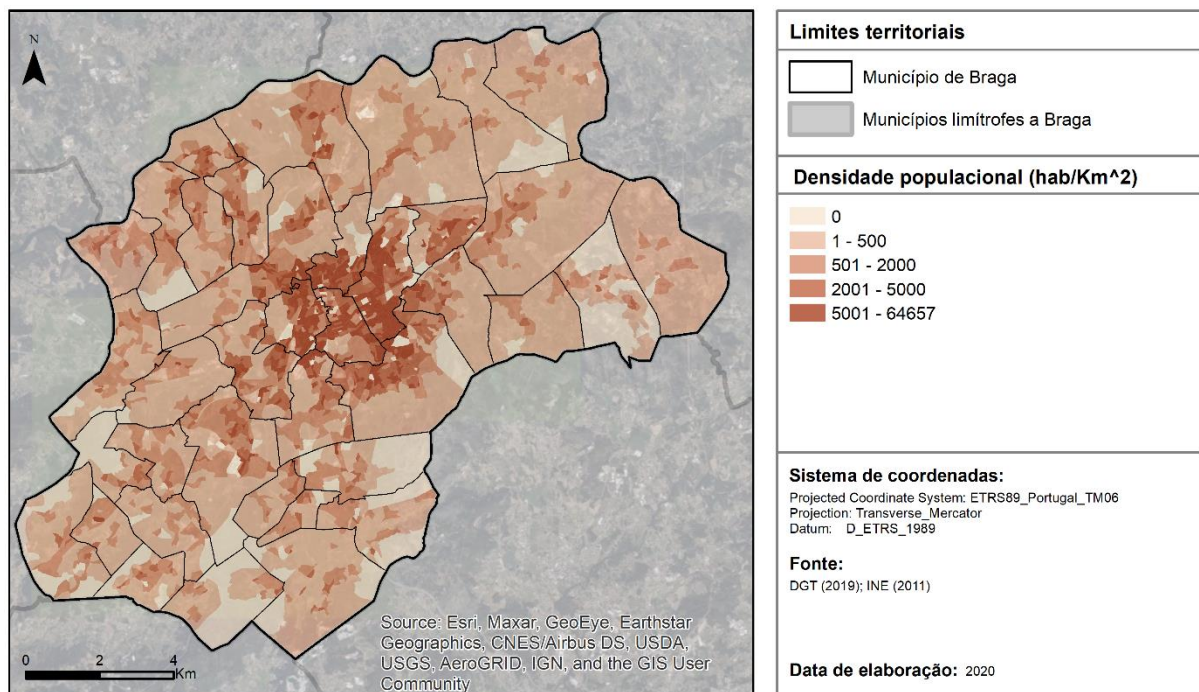 N
0
2
4
Km
Source: Esri, Maxar, GeoEye, Earthstar
Geographics, CNES/Airbus DS, USDA,
USGS, AeroGRID, IGN, and the GIS User
Community
Limites territoriais
Município de Braga
Municípios limítrofes a Braga
Densidade populacional (hab/Km^2)
0
1 - 500
501 - 2000
2001 - 5000
5001 - 64657
Sistema de coordenadas:
Projected Coordinate System: ETRS89_Portugal_TM06
Projection: Transverse_Mercator
Datum: D_ETRS_1989
Fonte:
DGT (2019); INE (2011)
Data de elaboração: 2020